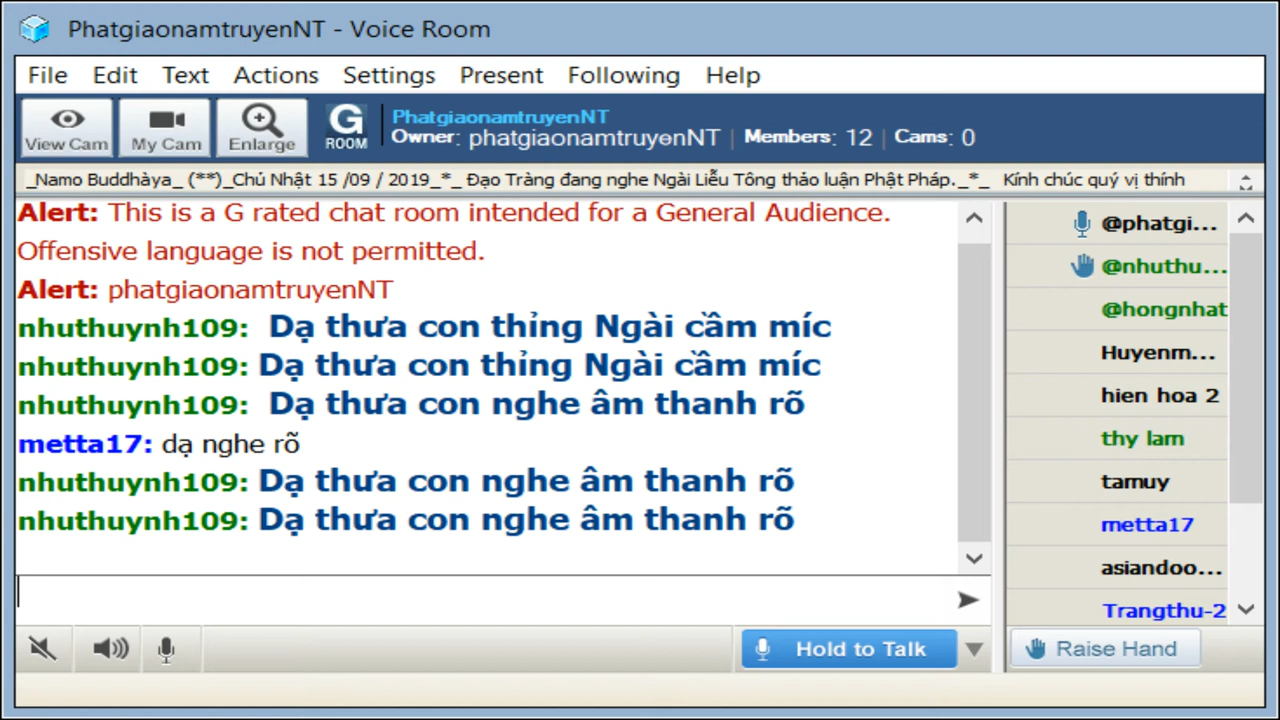 PhatgiaonamtruyenNT - Voice Room
File Edit Text Actions Settings Present Following Help
View Cam My Cam Enlarge G ROOM
PhatgiaonamtruyenNT
Owner: phatgiaonamtruyenNT | Members: 12 | Cams: 0
_Namo Buddhàya_ (**)_Chủ Nhật 15 /09 / 2019_*_ Đạo Tràng đang nghe Ngài Liễu Tông thảo luận Phật Pháp._*_ Kính chúc quý vị thính
Alert: This is a G rated chat room intended for a General Audience.
Offensive language is not permitted.
Alert: phatgiaonamtruyenNT
nhuthuynh109: Dạ thưa con thỉng Ngài cầm míc
nhuthuynh109: Dạ thưa con thỉng Ngài cầm míc
nhuthuynh109: Dạ thưa con nghe âm thanh rõ
metta17: dạ nghe rõ
nhuthuynh109: Dạ thưa con nghe âm thanh rõ
nhuthuynh109: Dạ thưa con nghe âm thanh rõ
@phatgi...
@nhuthu...
@hongnhat
Huyenm...
hien hoa 2
thy lam
tamuy
metta17
asiandoo...
Trangthu-2
Hold to Talk
Raise Hand